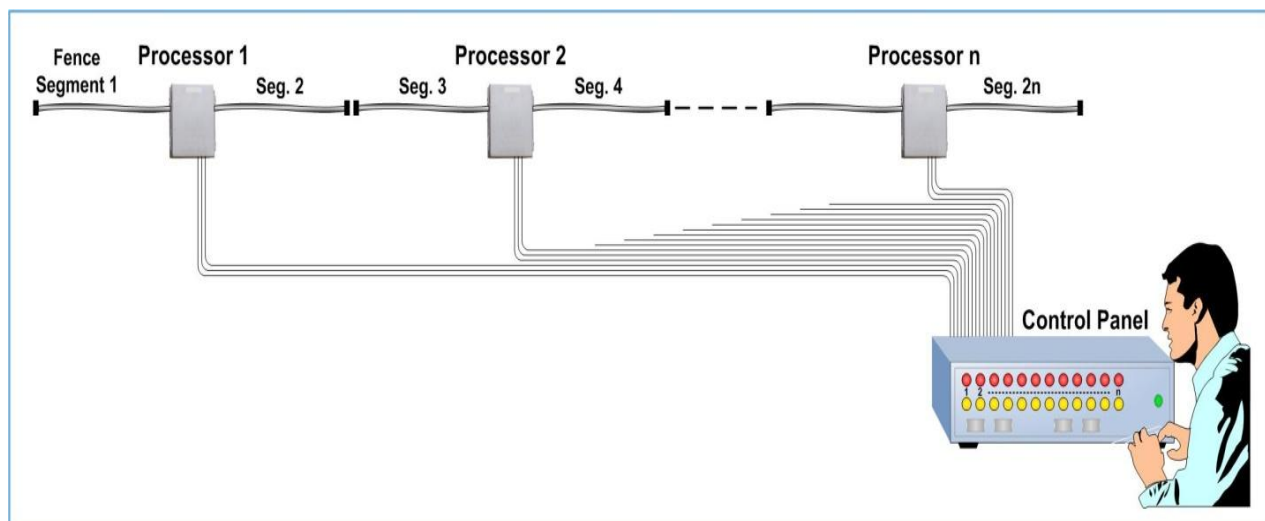 Fence
Segment 1
Processor 1
Seg. 2
Seg. 3
Processor 2
Seg. 4
Processor n
Seg. 2n
Control Panel
1 2 n